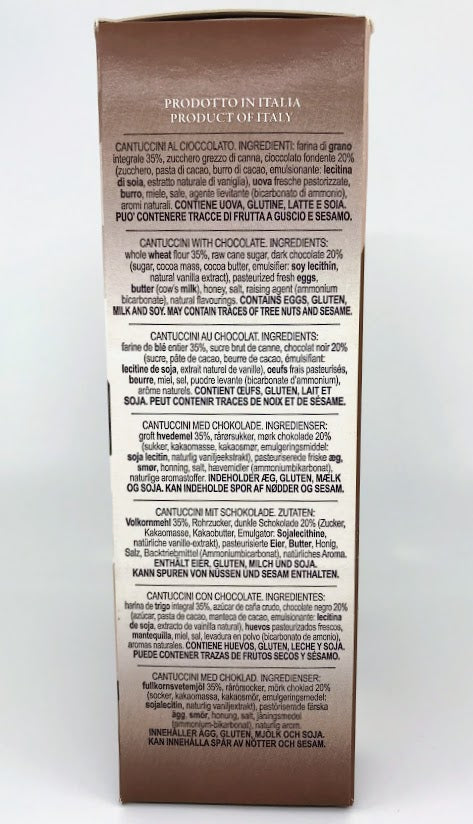 PRODOTTO IN ITALIA
PRODUCT OF ITALY
CANTUCCINI AL CIOCCOLATO. INGREDIENTI: farina di grano
integrale 35%, zucchero grezzo di canna, cioccolato fondente 20%
(zucchero, pasta di cacao, burro di cacao, emulsionante: lecitina
di soia, estratto naturale di vaniglia), uova fresche pastorizzate,
burro, miele, sale, agente lievitante (bicarbonato di ammonio),
aromi naturali. CONTIENE UOVA, GLUTINE, LATTE E SOIA.
PUO' CONTENERE TRACCE DI FRUTTA A GUSCIO E SESAMO.
CANTUCCINI WITH CHOCOLATE. INGREDIENTS:
whole wheat flour 35%, raw cane sugar, dark chocolate 20%
(sugar, cocoa mass, cocoa butter, emulsifier: soy lecithin,
natural vanilla extract), pasteurized fresh eggs,
butter (cow's milk), honey, salt, raising agent (ammonium
bicarbonate), natural flavourings. CONTAINS EGGS, GLUTEN,
MILK AND SOY. MAY CONTAIN TRACES OF TREE NUTS AND SESAME.
CANTUCCINI AU CHOCOLAT. INGREDIENTS:
farine de blé entier 35%, sucre brut de canne, chocolat noir 20%
(sucre, pâte de cacao, beurre de cacao, émulsifiant:
lecitine de soja, extrait naturel de vanille), oeufs frais pasteurisés,
beurre, miel, sel, poudre levante (bicarbonate d'ammonium),
arôme naturels. CONTIENT ŒUFS, GLUTEN, LAIT ET
SOJA. PEUT CONTENIR TRACES DE NOIX ET DE SÉSAME.
CANTUCCINI MED CHOKOLADE. INGREDIENSER:
groft hvedemel 35%, rårørsukker, mørk chokolade 20%
(sukker, kakaomasse, kakaosmør, emulgeringsmiddel:
soja lecitin, naturlig vaniljeekstrakt), pasteuriserede friske æg,
smør, honning, salt, hævemidler (ammoniumbikarbonat),
naturlige aromastoffer. INDEHOLDER ÆG, GLUTEN, MÆLK
OG SOJA. KAN INDEHOLDE SPOR AF NØDDER OG SESAM.
CANTUCCINI MIT SCHOKOLADE. ZUTATEN:
Volkornmehl 35%, Rohrzucker, dunkle Schokolade 20% (Zucker,
Kakaomasse, Kakaobutter, Emulgator: Sojalecithine,
natürliche vanille-extrakt), pasteurisierte Eier, Butter, Honig,
Salz, Backtriebmittel (Ammoniumbicarbonat), natürliches Aroma.
ENTHÄLT EIER, GLUTEN, MILCH UND SOJA.
KANN SPUREN VON NÜSSEN UND SESAM ENTHALTEN.
CANTUCCINI CON CHOCOLATE. INGREDIENTES:
harina de trigo integral 35%, azúcar de caña crudo, chocolate negro 20%
(azúcar, pasta de cacao, manteca de cacao, emulsionante: lecitina
de soja, extracto de vainilla natural), huevos pasteurizados frescos,
mantequilla, miel, sal, levadura en polvo (bicarbonato de amonio),
aromas naturales. CONTIENE HUEVOS, GLUTEN, LECHE Y SOJA.
PUEDE CONTENER TRAZAS DE FRUTOS SECOS Y SÉSAMO.
CANTUCCINI MED CHOKLAD. INGREDIENSER:
fullkornsvetemjöl 35%, rårörsocker, mörk choklad 20%
(socker, kakaomassa, kakaosmör, emulgeringsmedel:
sojalecitin, naturlig vaniljextrakt), pastöriserade färska
ägg, smör, honung, salt, jäsningsmedel
(ammonium-bikarbonat), naturlig arom.
INNEHÅLLER ÄGG, GLUTEN, MJÖLK OCH SOJA.
KAN INNEHÅLLA SPÅR AV NÖTTER OCH SESAM.